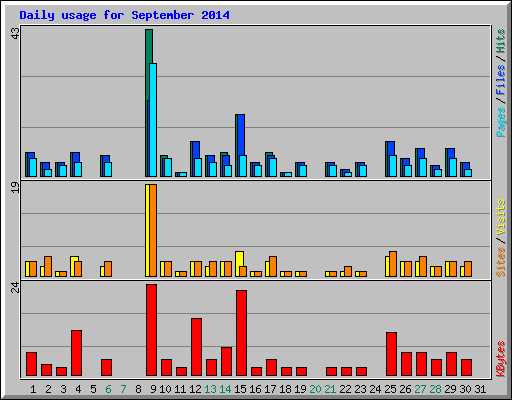 Daily usage for September 2014
43
Pages / Files / Hits
19
Sites / Visits
24
KBytes
1 2 3 4 5 6 7 8 9 10 11 12 13 14 15 16 17 18 19 20 21 22 23 24 25 26 27 28 29 30 31